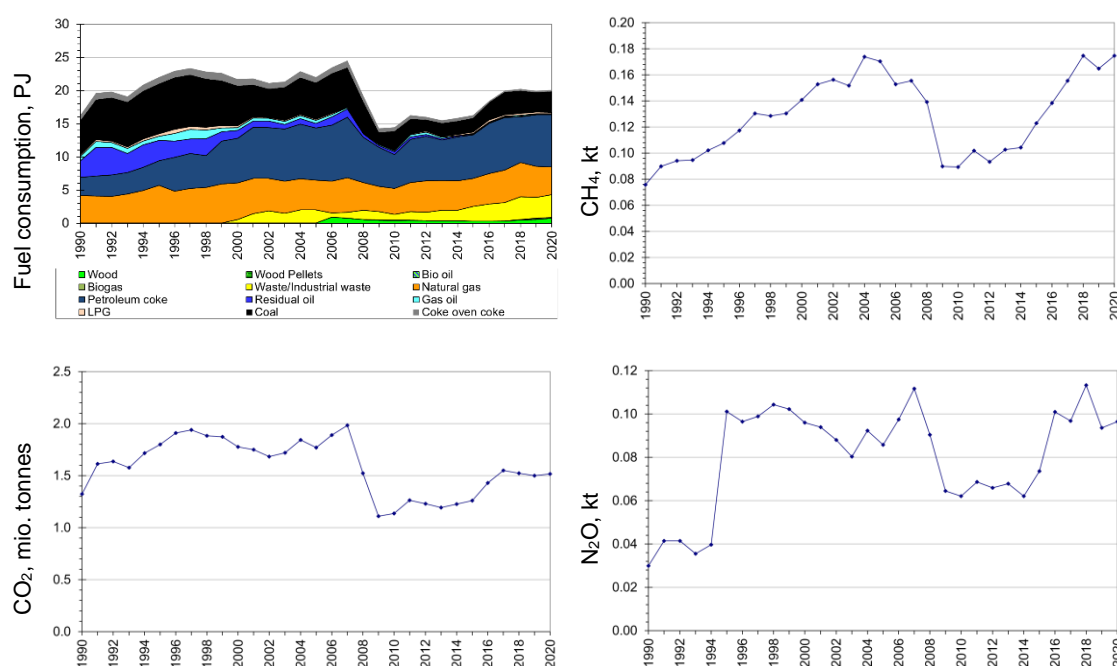 30
25
20
15
10
5
0
Fuel consumption, PJ
1990 1992 1994 1996 1998 2000 2002 2004 2006 2008 2010 2012 2014 2016 2018 2020
Wood Wood Pellets Bio oil
Biogas Waste/Industrial waste Natural gas
Petroleum coke Residual oil Gas oil
LPG Coal Coke oven coke
0.20
0.18
0.16
0.14
0.12
0.10
0.08
0.06
0.04
0.02
0.00
CH₄, kt
1990 1992 1994 1996 1998 2000 2002 2004 2006 2008 2010 2012 2014 2016 2018 2020
2.5
2.0
1.5
1.0
0.5
0.0
CO₂, mio. tonnes
1990 1992 1994 1996 1998 2000 2002 2004 2006 2008 2010 2012 2014 2016 2018 2020
0.12
0.10
0.08
0.06
0.04
0.02
0.00
N₂O, kt
1990 1992 1994 1996 1998 2000 2002 2004 2006 2008 2010 2012 2014 2016 2018 2020